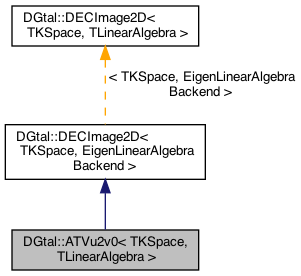 DGtal::DECImage2D<
TKSpace, TLinearAlgebra >
< TKSpace, EigenLinearAlgebra
Backend >
DGtal::DECImage2D<
TKSpace, EigenLinearAlgebra
Backend >
DGtal::ATVu2v0< TKSpace,
TLinearAlgebra >